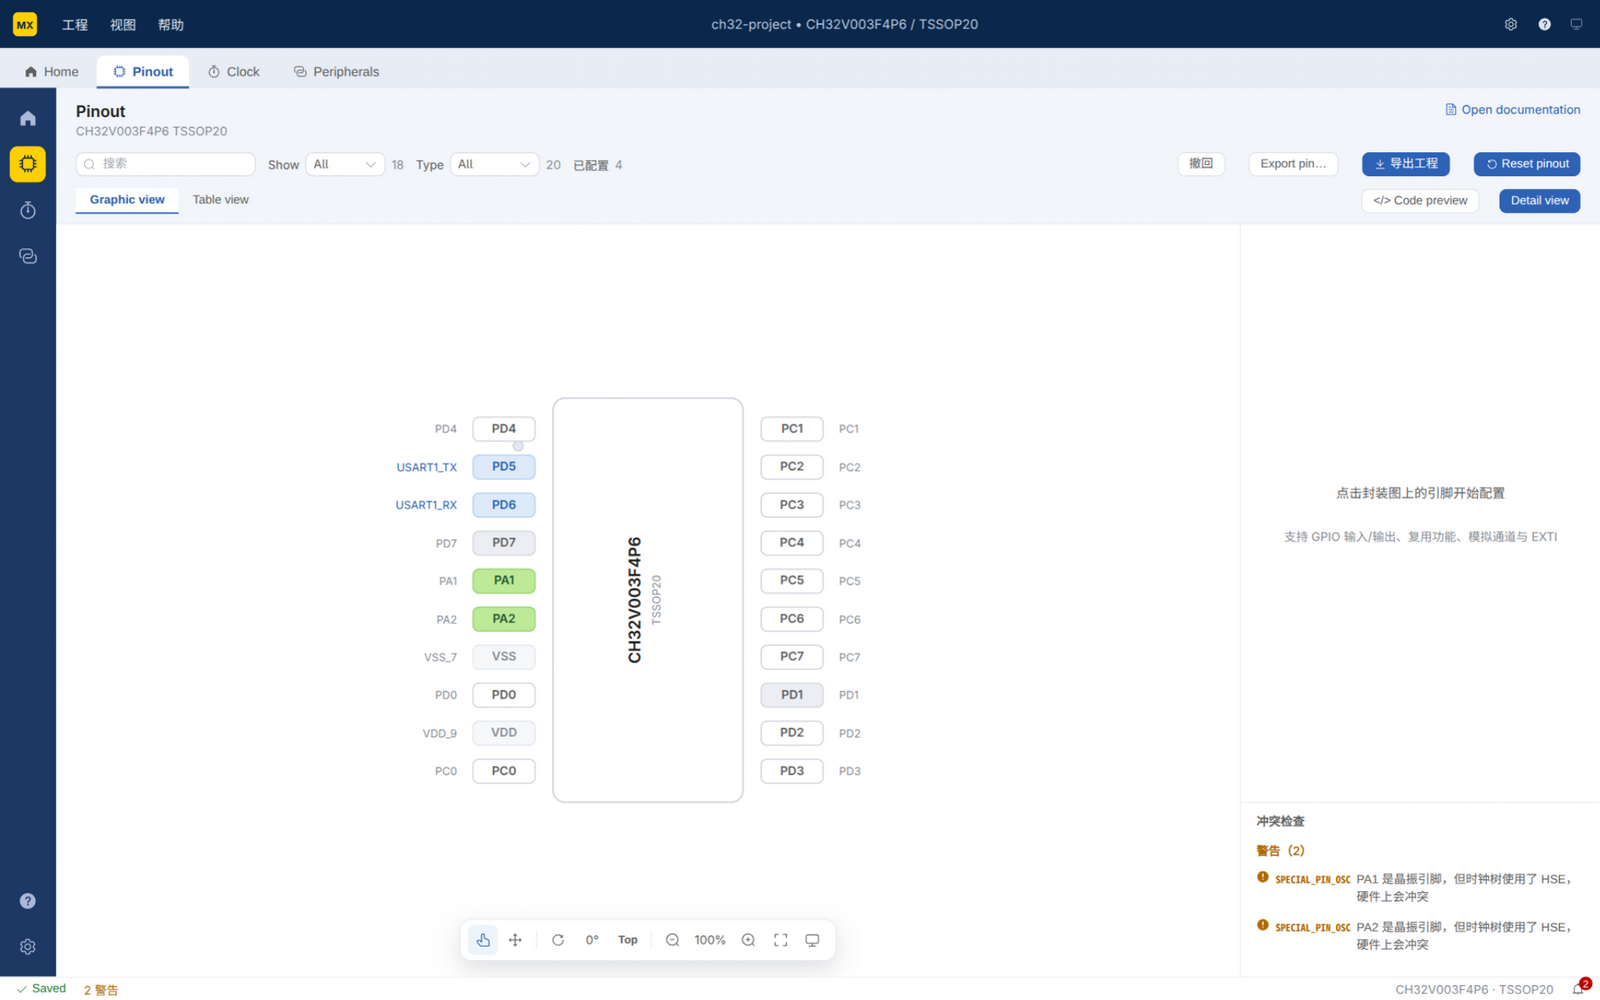 MX 工程 视图 帮助 ch32-project • CH32V003F4P6 / TSSOP20
Home Pinout Clock Peripherals
Pinout
Open documentation
CH32V003F4P6 TSSOP20
搜索 Show All 18 Type All 20 已配置 4 撤回 Export pin... 导出工程 Reset pinout
Graphic view Table view </> Code preview Detail view
PD4 PD4 PC1 PC1
USART1_TX PD5 PC2 PC2
USART1_RX PD6 PC3 PC3
PD7 PD7 PC4 PC4
PA1 PA1 PC5 PC5
PA2 PA2 PC6 PC6
VSS_7 VSS PC7 PC7
PD0 PD0 PD1 PD1
VDD_9 VDD PD2 PD2
PC0 PC0 PD3 PD3
CH32V003F4P6
TSSOP20
点击封装图上的引脚开始配置
支持 GPIO 输入/输出、复用功能、模拟通道与 EXTI
冲突检查
警告（2）
SPECIAL_PIN_OSC PA1 是晶振引脚，但时钟树使用了 HSE，
硬件上会冲突
SPECIAL_PIN_OSC PA2 是晶振引脚，但时钟树使用了 HSE，
硬件上会冲突
0° Top 100%
Saved 2 警告 CH32V003F4P6 · TSSOP20 2